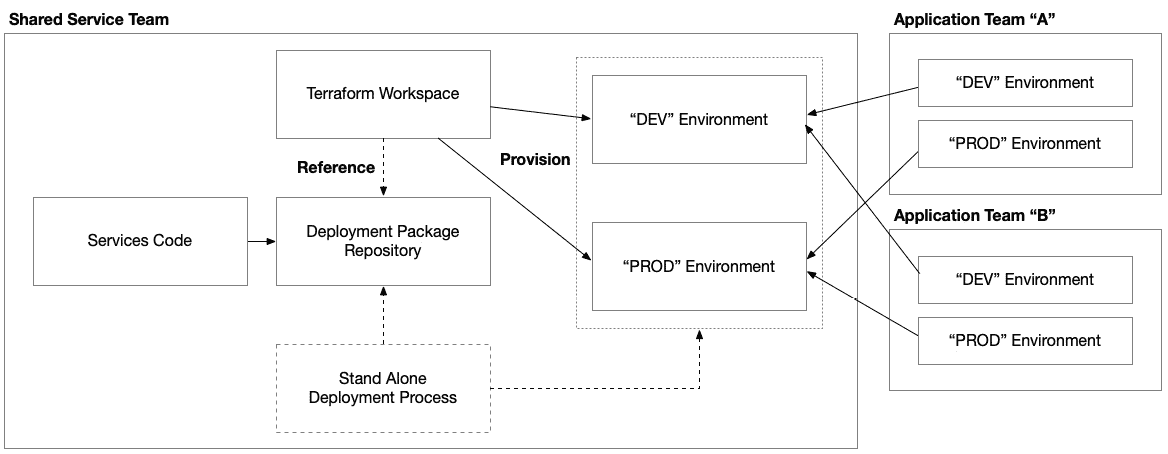 Shared Service Team
Application Team “A”
Terraform Workspace
“DEV” Environment
“DEV” Environment
“PROD” Environment
Reference
Provision
Services Code
Deployment Package
Repository
“PROD” Environment
Application Team “B”
“DEV” Environment
“PROD” Environment
Stand Alone
Deployment Process